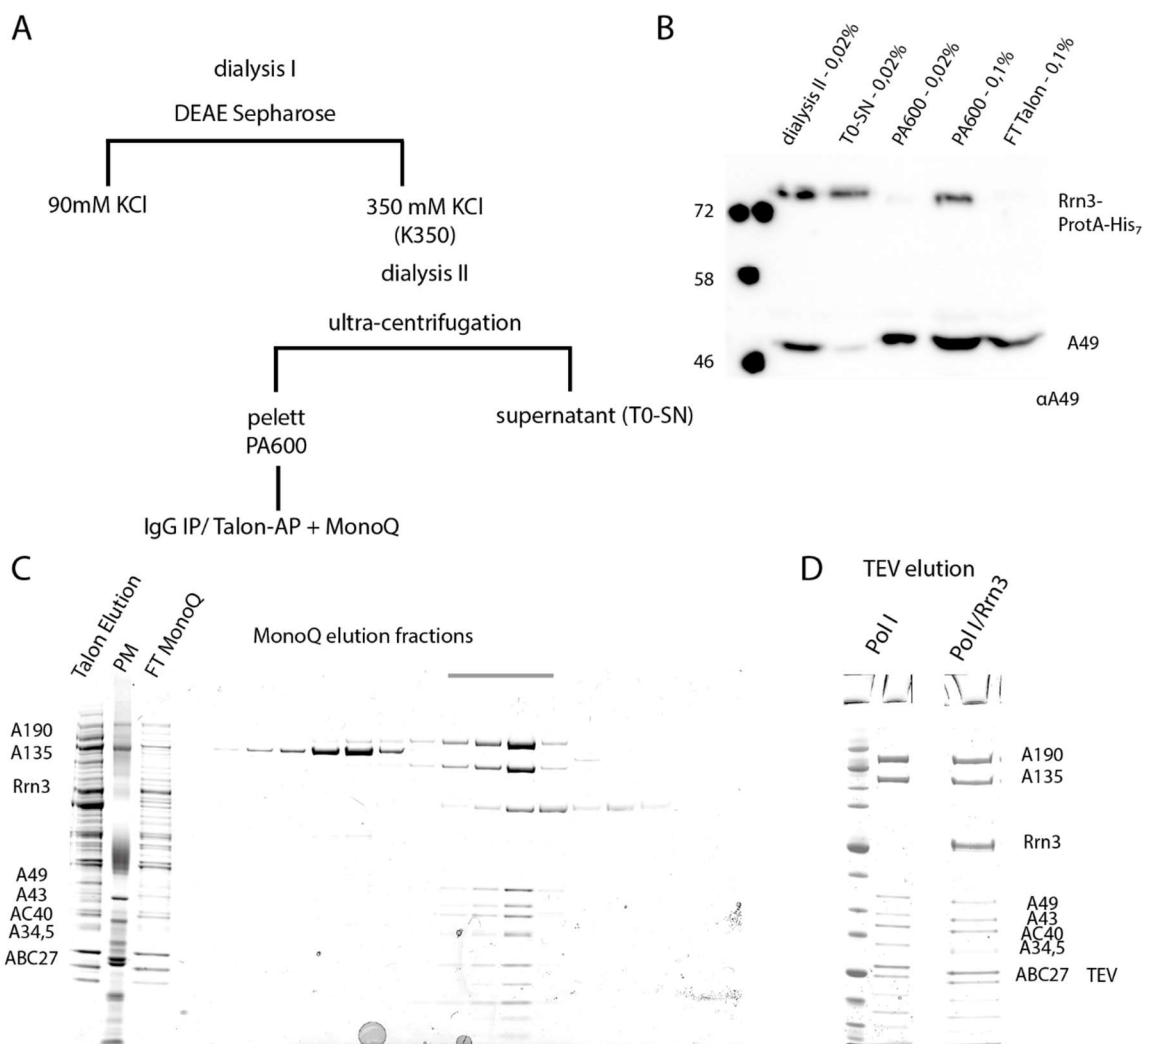 A
dialysis I
DEAE Sepharose
90mM KCl
350 mM KCl
(K350)
dialysis II
ultra-centrifugation
pelett
PA600
supernatant (T0-SN)
IgG IP/ Talon-AP + MonoQ
B
dialysis II - 0,02%
T0-SN - 0,02%
PA600 - 0,02%
PA600 - 0,1%
FT Talon - 0,1%
72
58
46
Rrn3-
ProtA-His₇
A49
αA49
C
Talon Elution
PM
FT MonoQ
MonoQ elution fractions
A190
A135
Rrn3
A49
A43
AC40
A34,5
ABC27
D
TEV elution
Pol I
Pol I/Rrn3
A190
A135
Rrn3
A49
A43
AC40
A34,5
ABC27 TEV